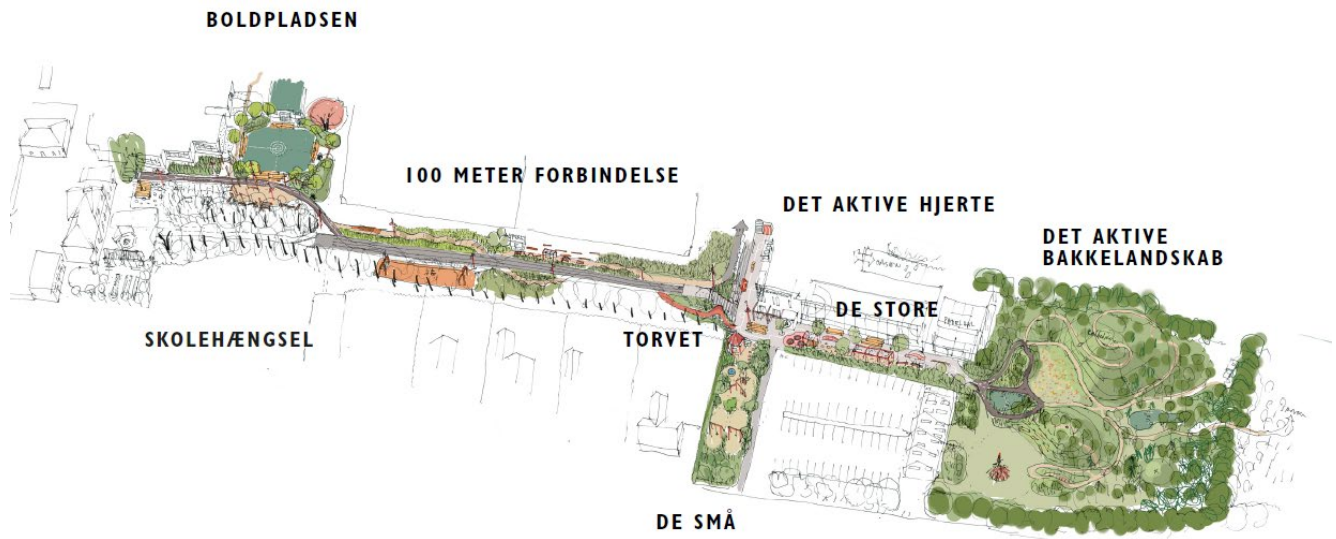 BOLDPLADSEN
100 METER FORBINDELSE
DET AKTIVE HJERTE
DET AKTIVE
BAKKELANDSKAB
DE STORE
SKOLEHÆNGSEL
TORVET
DE SMÅ